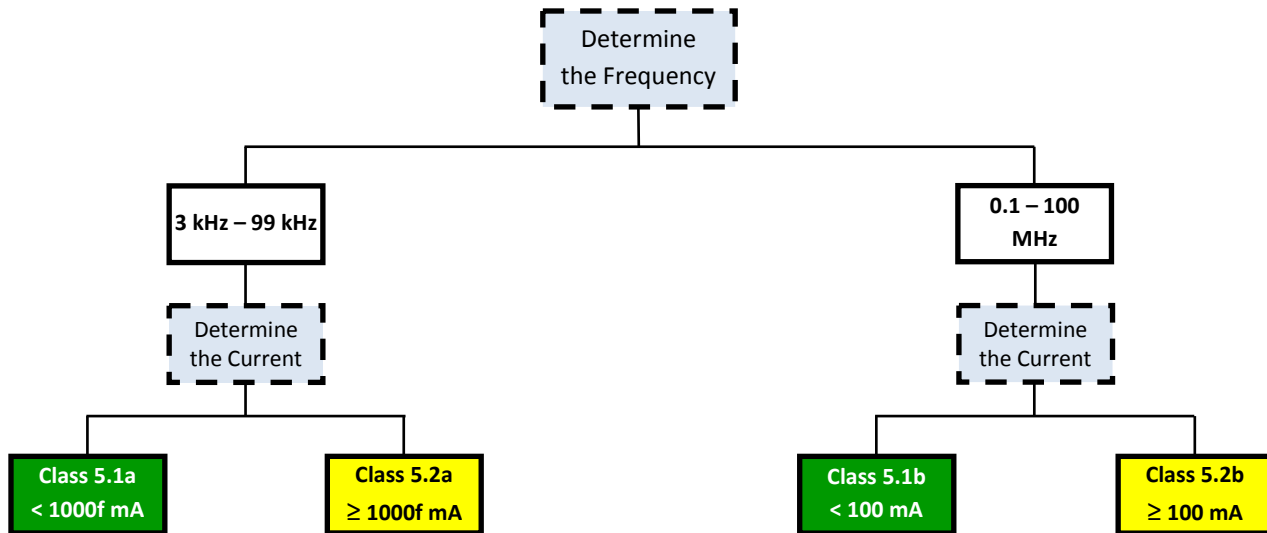 Determine
the Frequency
3 kHz – 99 kHz
0.1 – 100
MHz
Determine
the Current
Determine
the Current
Class 5.1a
< 1000f mA
Class 5.2a
≥ 1000f mA
Class 5.1b
< 100 mA
Class 5.2b
≥ 100 mA